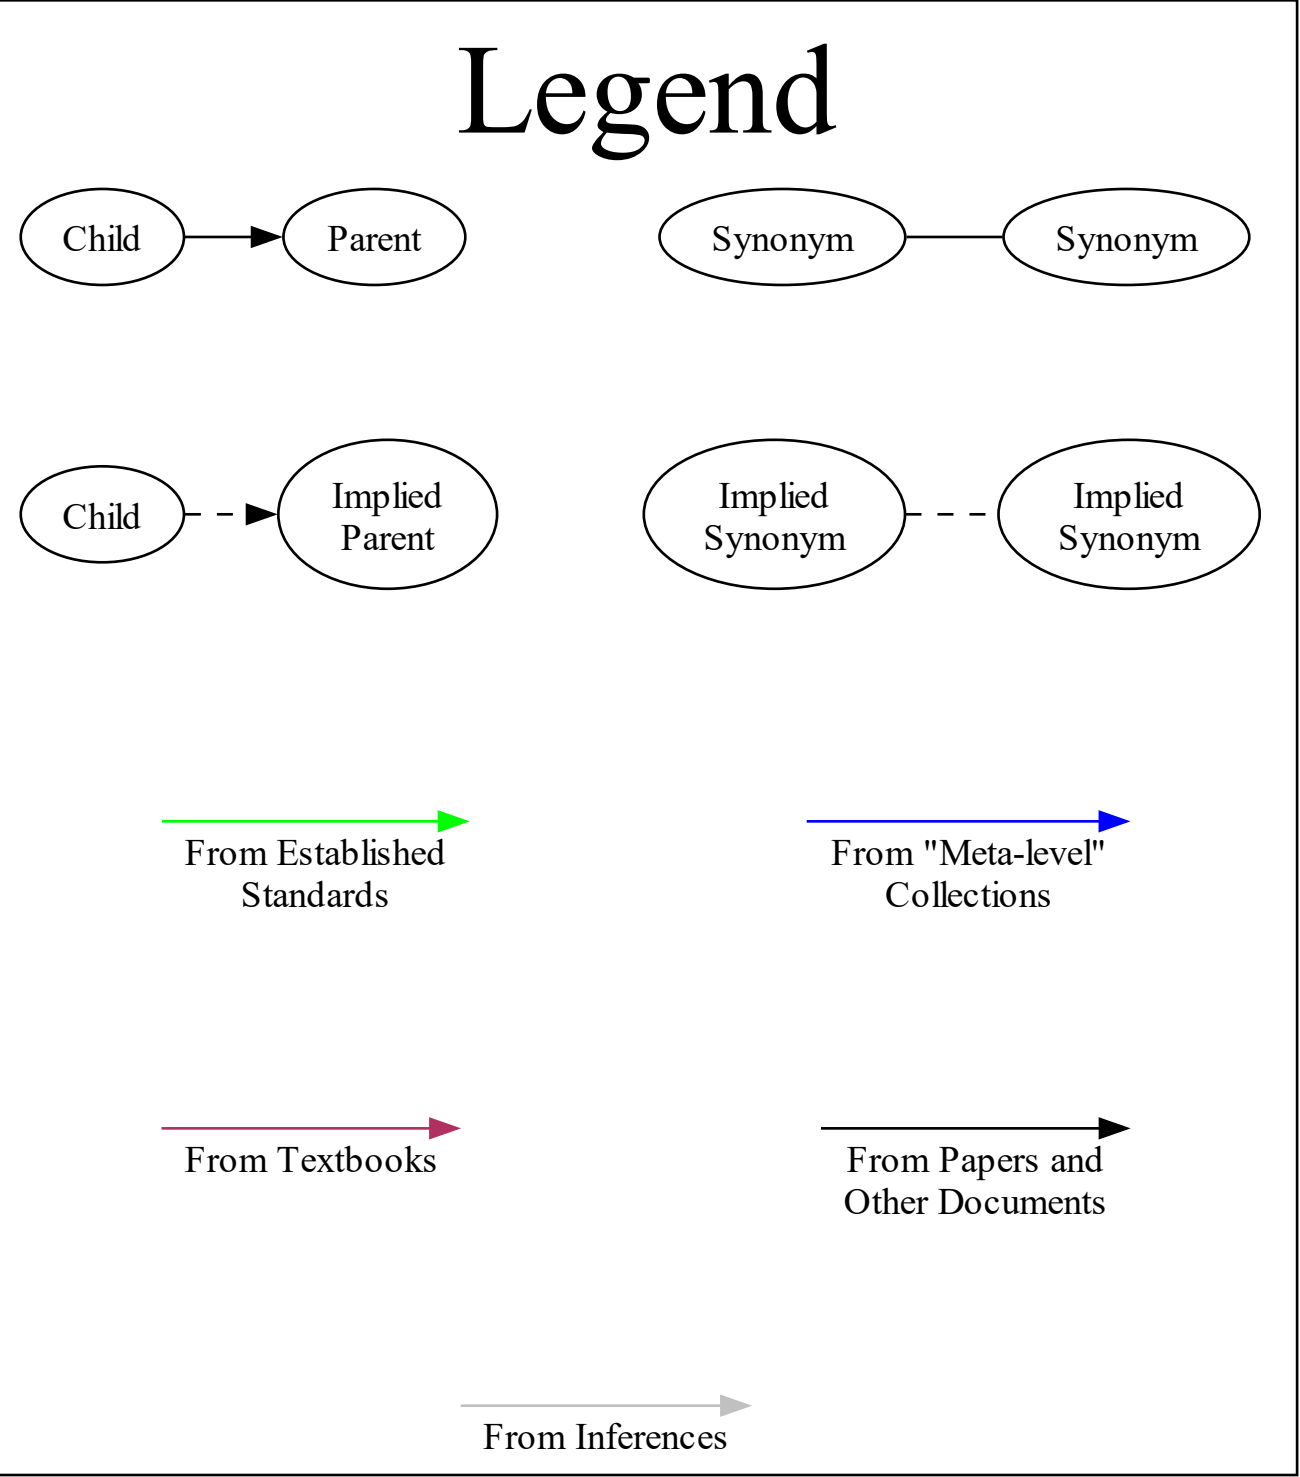 Legend
Child
Parent
Synonym
Synonym
Child
Implied
Parent
Implied
Synonym
Implied
Synonym
From Established
Standards
From "Meta-level"
Collections
From Textbooks
From Papers and
Other Documents
From Inferences